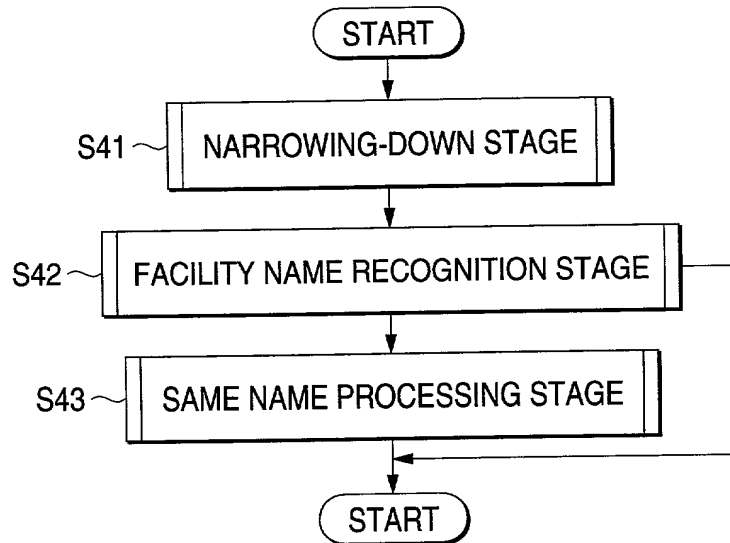 START
S41 NARROWING-DOWN STAGE
S42 FACILITY NAME RECOGNITION STAGE
S43 SAME NAME PROCESSING STAGE
START